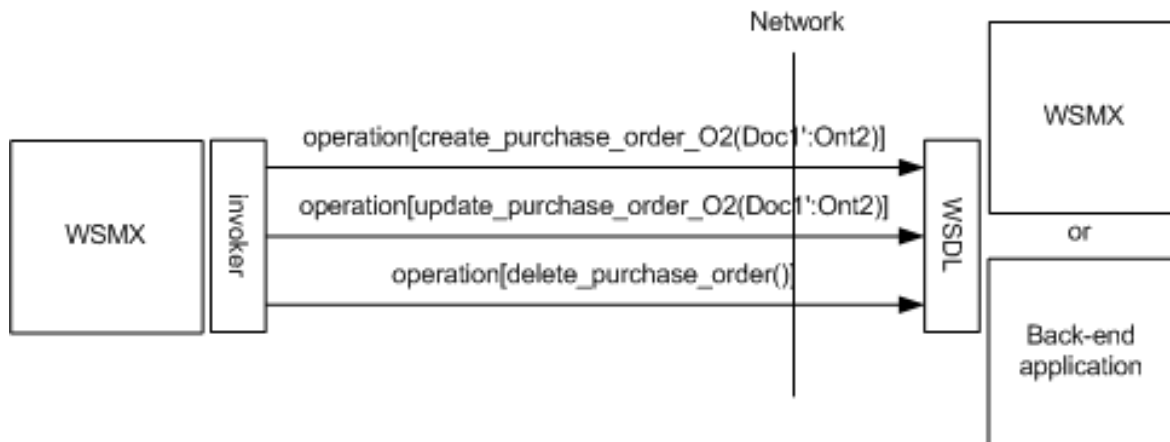 Network
WSMX
operation[create_purchase_order_O2(Doc1':Ont2)]
operation[update_purchase_order_O2(Doc1':Ont2)]
operation[delete_purchase_order()]
WSMX
invoker
WSDL
or
Back-end
application